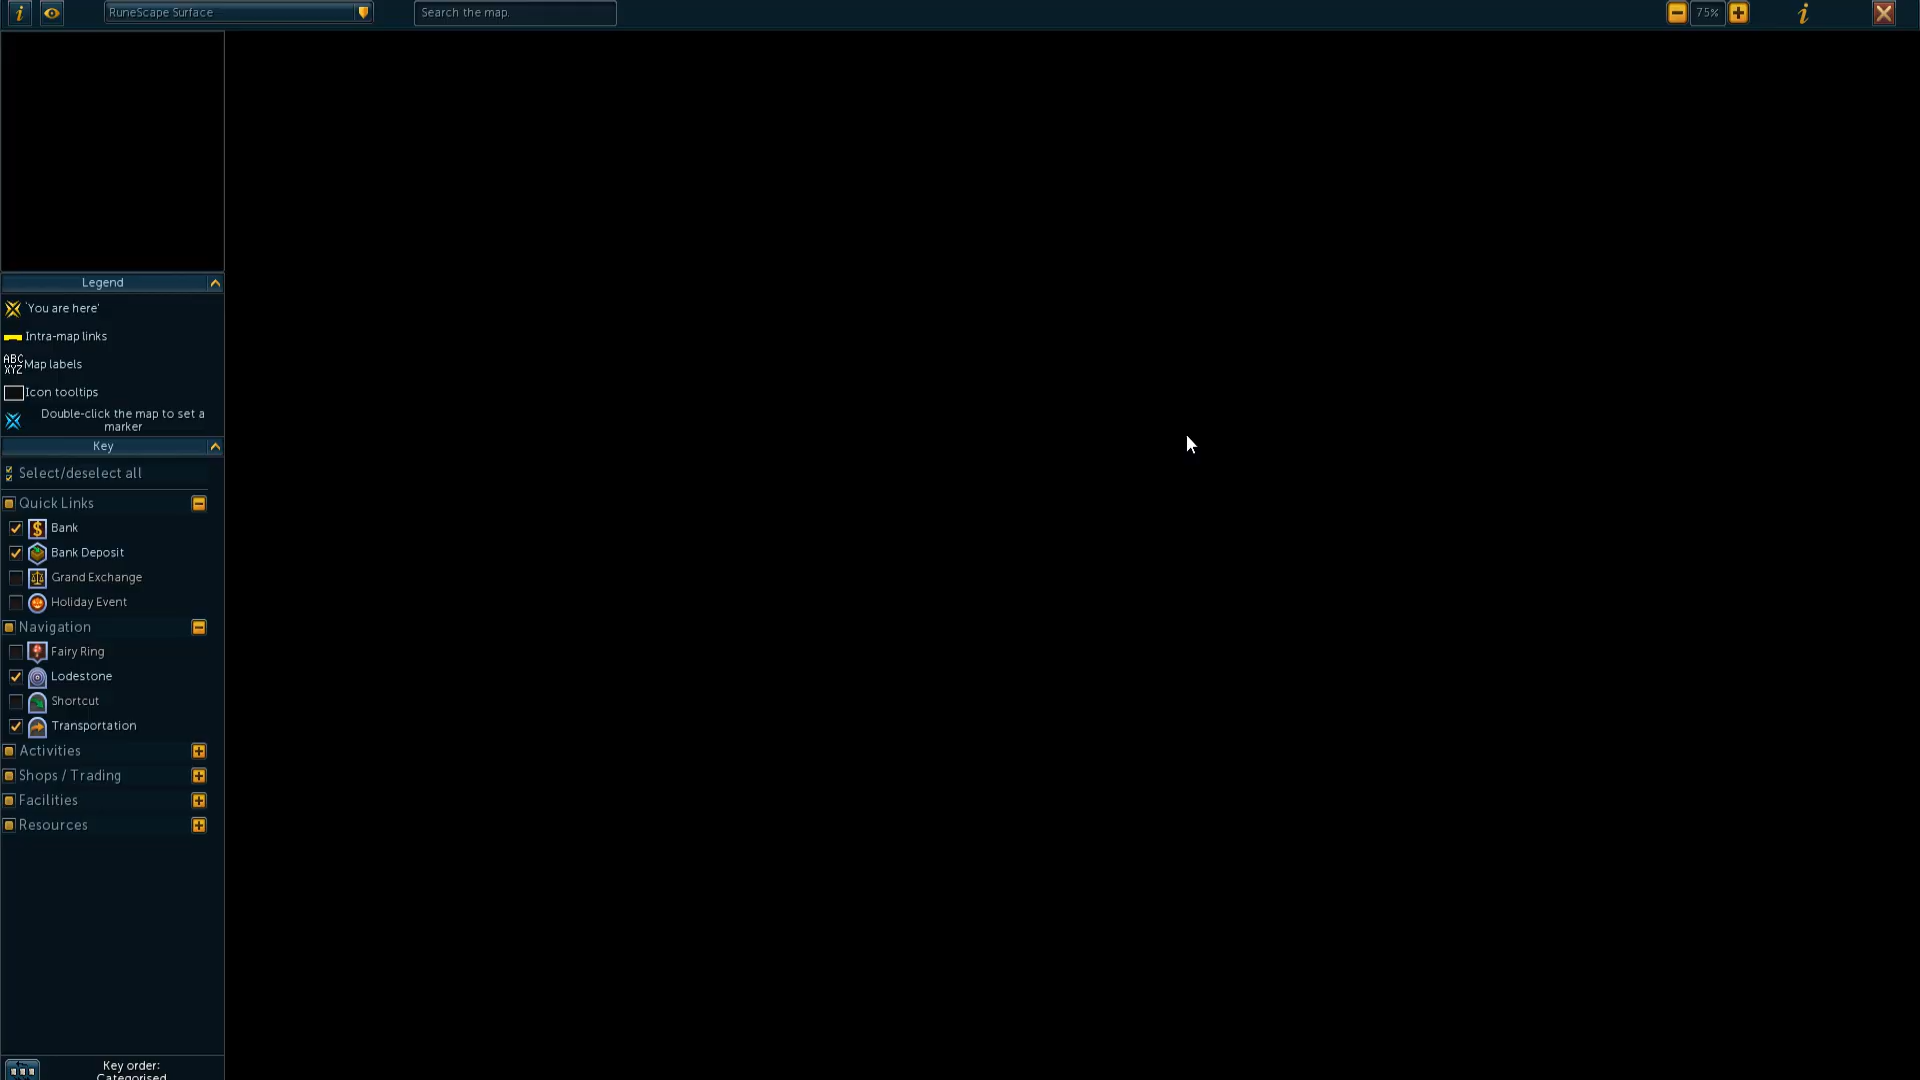 RuneScape Surface
Search the map.
75%
Legend
'You are here'
Intra-map links
ABC
XYZ
Map labels
Icon tooltips
Double-click the map to set a
marker
Key
Select/deselect all
Quick Links
Bank
Bank Deposit
Grand Exchange
Holiday Event
Navigation
Fairy Ring
Lodestone
Shortcut
Transportation
Activities
Shops / Trading
Facilities
Resources
Key order:
Categorised